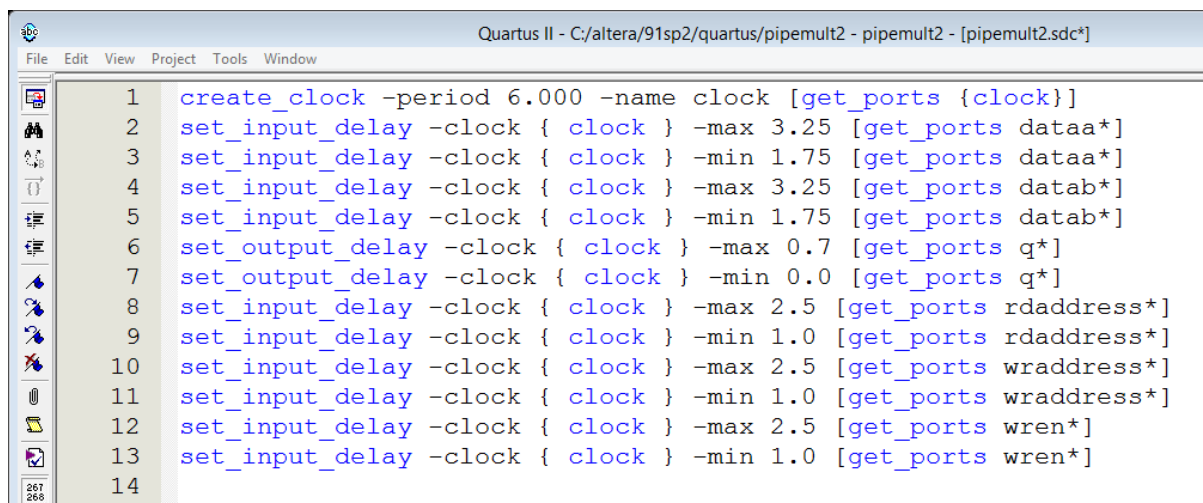 Quartus II - C:/altera/91sp2/quartus/pipemult2 - pipemult2 - [pipemult2.sdc*]
File Edit View Project Tools Window
1 create_clock -period 6.000 -name clock [get_ports {clock}]
2 set_input_delay -clock { clock } -max 3.25 [get_ports dataa*]
3 set_input_delay -clock { clock } -min 1.75 [get_ports dataa*]
4 set_input_delay -clock { clock } -max 3.25 [get_ports datab*]
5 set_input_delay -clock { clock } -min 1.75 [get_ports datab*]
6 set_output_delay -clock { clock } -max 0.7 [get_ports q*]
7 set_output_delay -clock { clock } -min 0.0 [get_ports q*]
8 set_input_delay -clock { clock } -max 2.5 [get_ports rdaddress*]
9 set_input_delay -clock { clock } -min 1.0 [get_ports rdaddress*]
10 set_input_delay -clock { clock } -max 2.5 [get_ports wraddress*]
11 set_input_delay -clock { clock } -min 1.0 [get_ports wraddress*]
12 set_input_delay -clock { clock } -max 2.5 [get_ports wren*]
13 set_input_delay -clock { clock } -min 1.0 [get_ports wren*]
14
abc
267
268